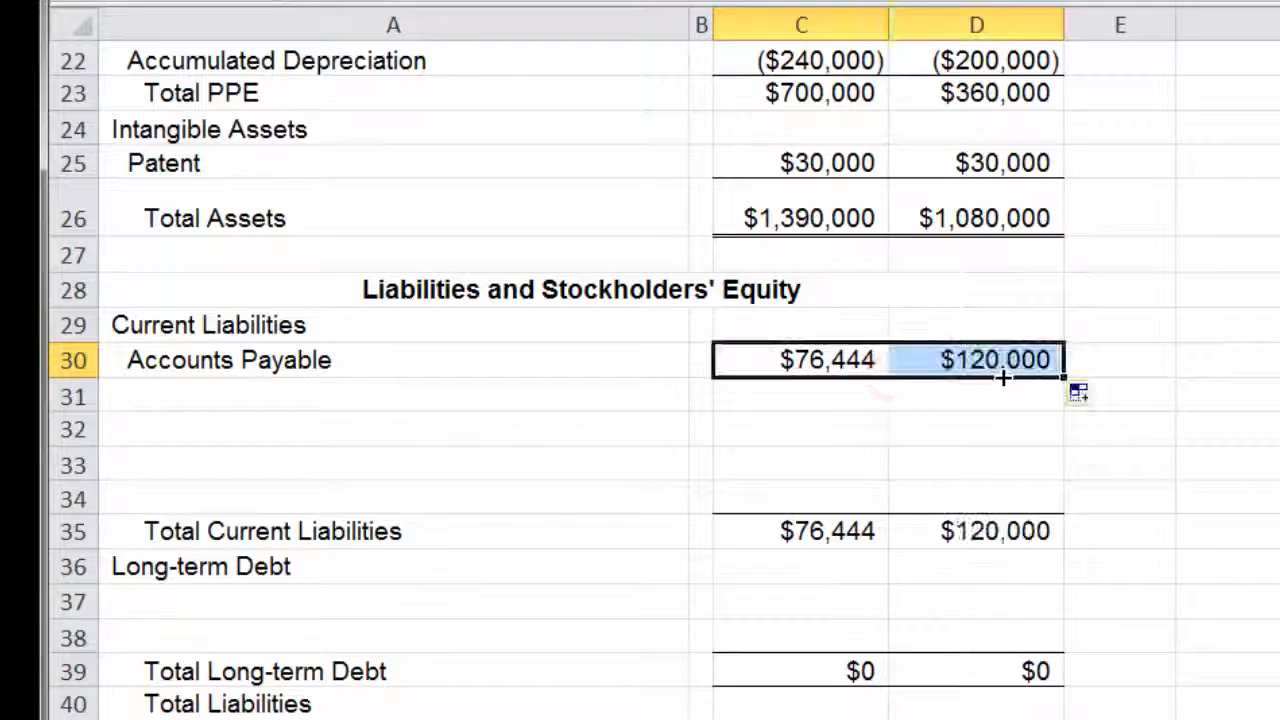 A B C D E
22 Accumulated Depreciation ($240,000) ($200,000)
23 Total PPE $700,000 $360,000
24 Intangible Assets
25 Patent $30,000 $30,000
26 Total Assets $1,390,000 $1,080,000
27
28 Liabilities and Stockholders' Equity
29 Current Liabilities
30 Accounts Payable $76,444 $120,000
31
32
33
34
35 Total Current Liabilities $76,444 $120,000
36 Long-term Debt
37
38
39 Total Long-term Debt $0 $0
40 Total Liabilities